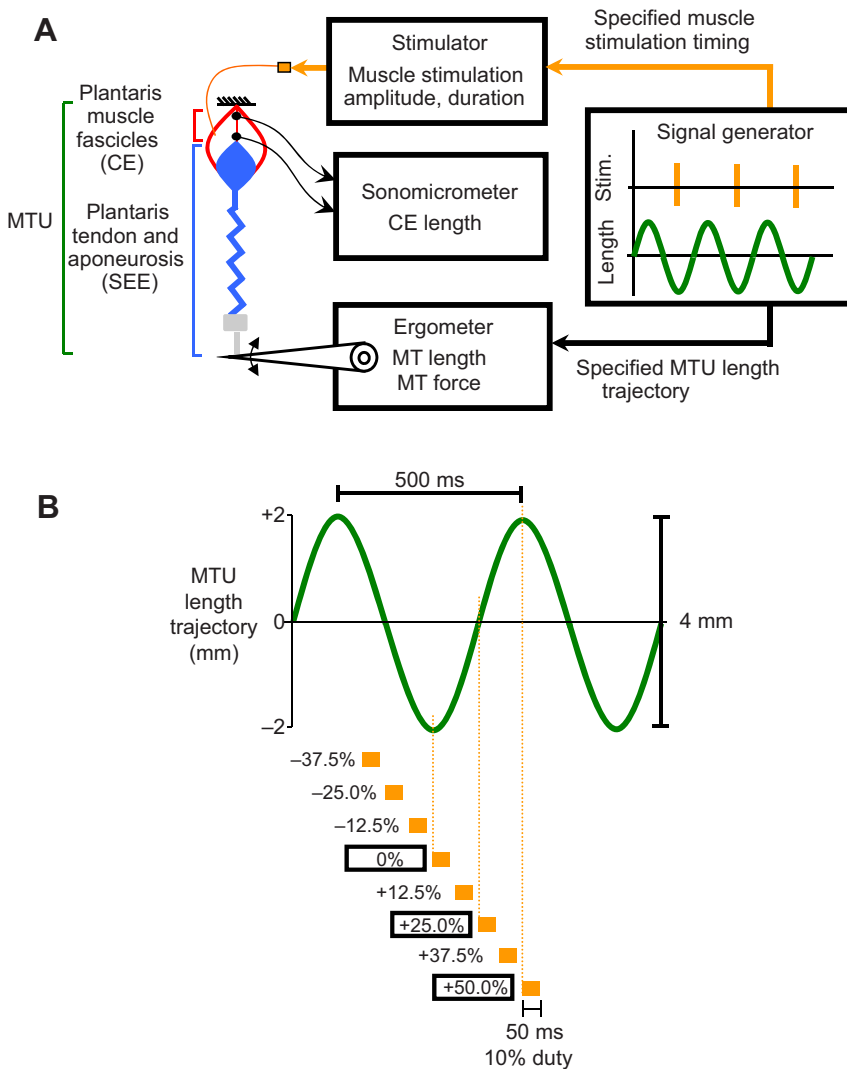 A
Specified muscle
stimulation timing
Stimulator
Muscle stimulation
amplitude, duration
Plantaris
muscle
fascicles
(CE)
Signal generator
Stim.
Length
Sonomicrometer
CE length
MTU
Plantaris
tendon and
aponeurosis
(SEE)
Ergometer
MT length
MT force
Specified MTU length
trajectory
B
500 ms
+2
MTU
length
trajectory
(mm)
0
4 mm
–2
–37.5%
–25.0%
–12.5%
0%
+12.5%
+25.0%
+37.5%
+50.0%
50 ms
10% duty